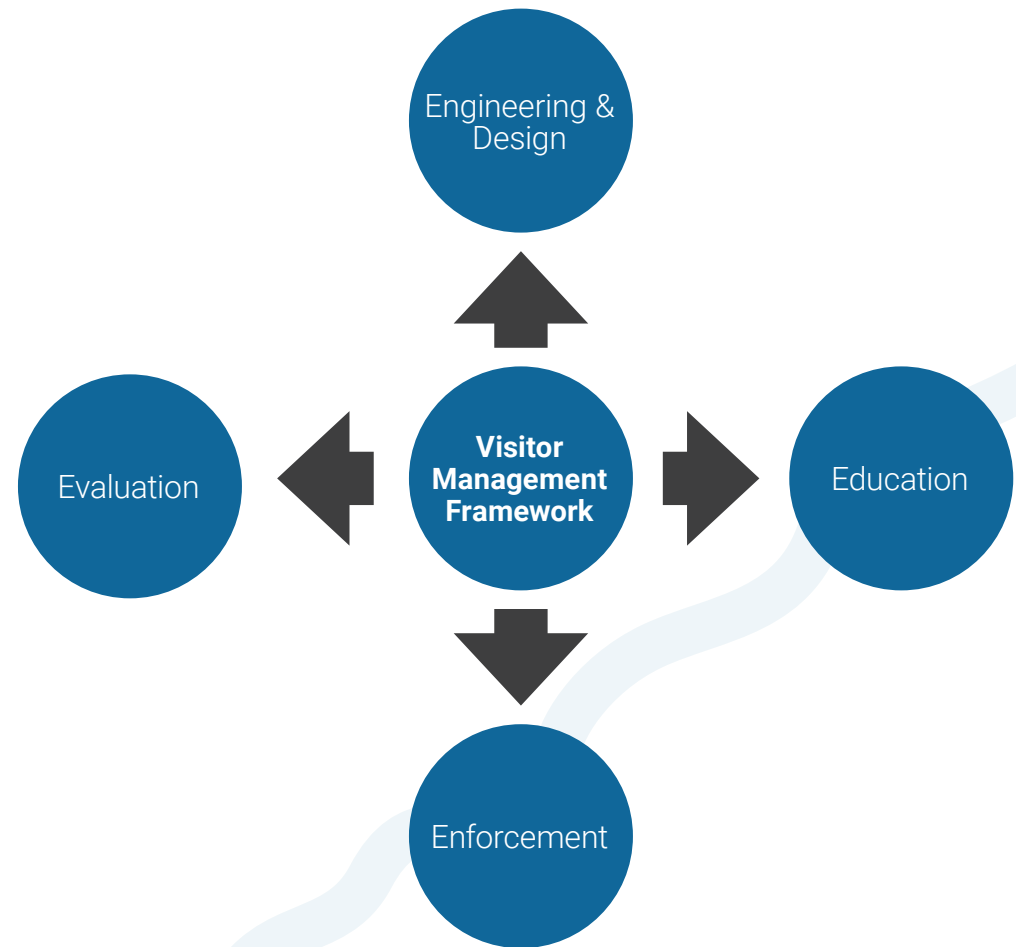 Engineering &
Design
Visitor
Management
Framework
Evaluation
Education
Enforcement